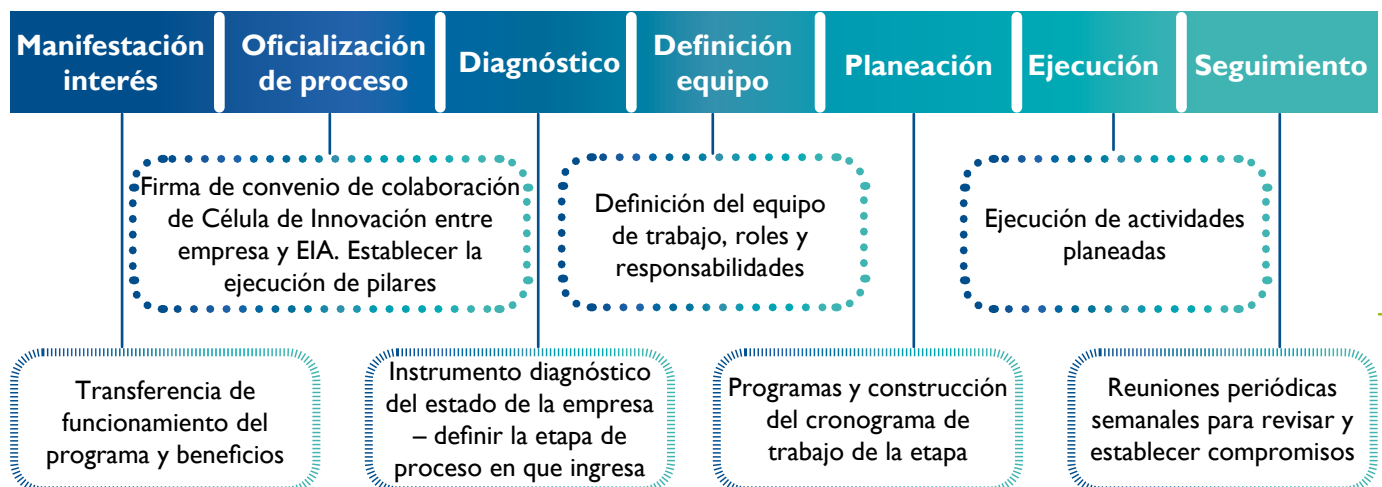 Manifestación
interés
Oficialización
de proceso
Diagnóstico
Definición
equipo
Planeación
Ejecución
Seguimiento
Firma de convenio de colaboración
de Célula de Innovación entre
empresa y EIA. Establecer la
ejecución de pilares
Definición del equipo
de trabajo, roles y
responsabilidades
Ejecución de actividades
planeadas
Transferencia de
funcionamiento del
programa y beneficios
Instrumento diagnóstico
del estado de la empresa
– definir la etapa de
proceso en que ingresa
Programas y construcción
del cronograma de
trabajo de la etapa
Reuniones periódicas
semanales para revisar y
establecer compromisos